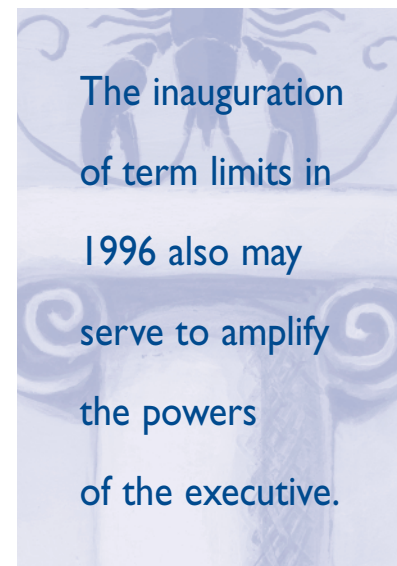 The inauguration
of term limits in
1996 also may
serve to amplify
the powers
of the executive.